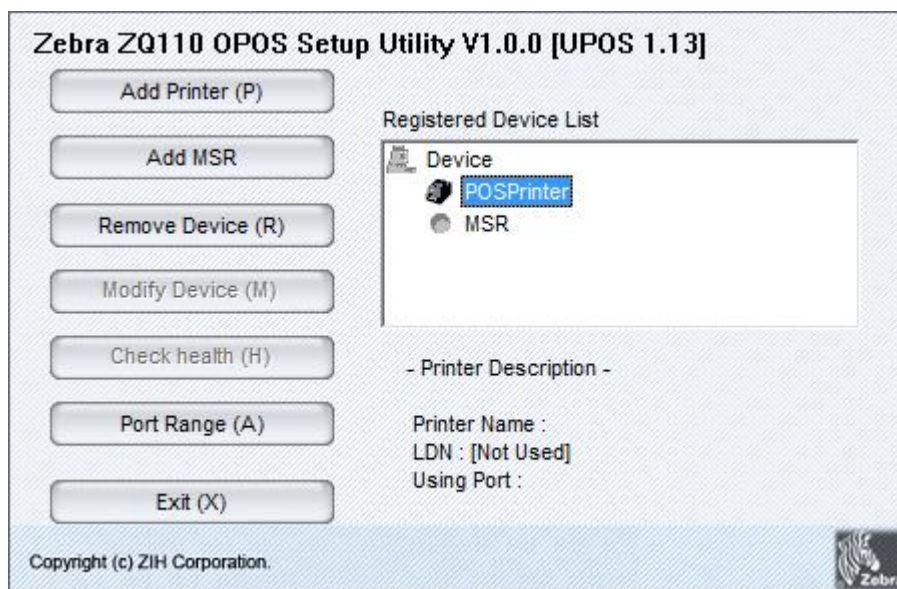 Zebra ZQ110 OPOS Setup Utility V1.0.0 [UPOS 1.13]
Add Printer (P)
Add MSR
Remove Device (R)
Modify Device (M)
Check health (H)
Port Range (A)
Exit (X)
Registered Device List
Device
POSPrinter
MSR
- Printer Description -
Printer Name :
LDN : [Not Used]
Using Port :
Copyright (c) ZIH Corporation.
Zebra